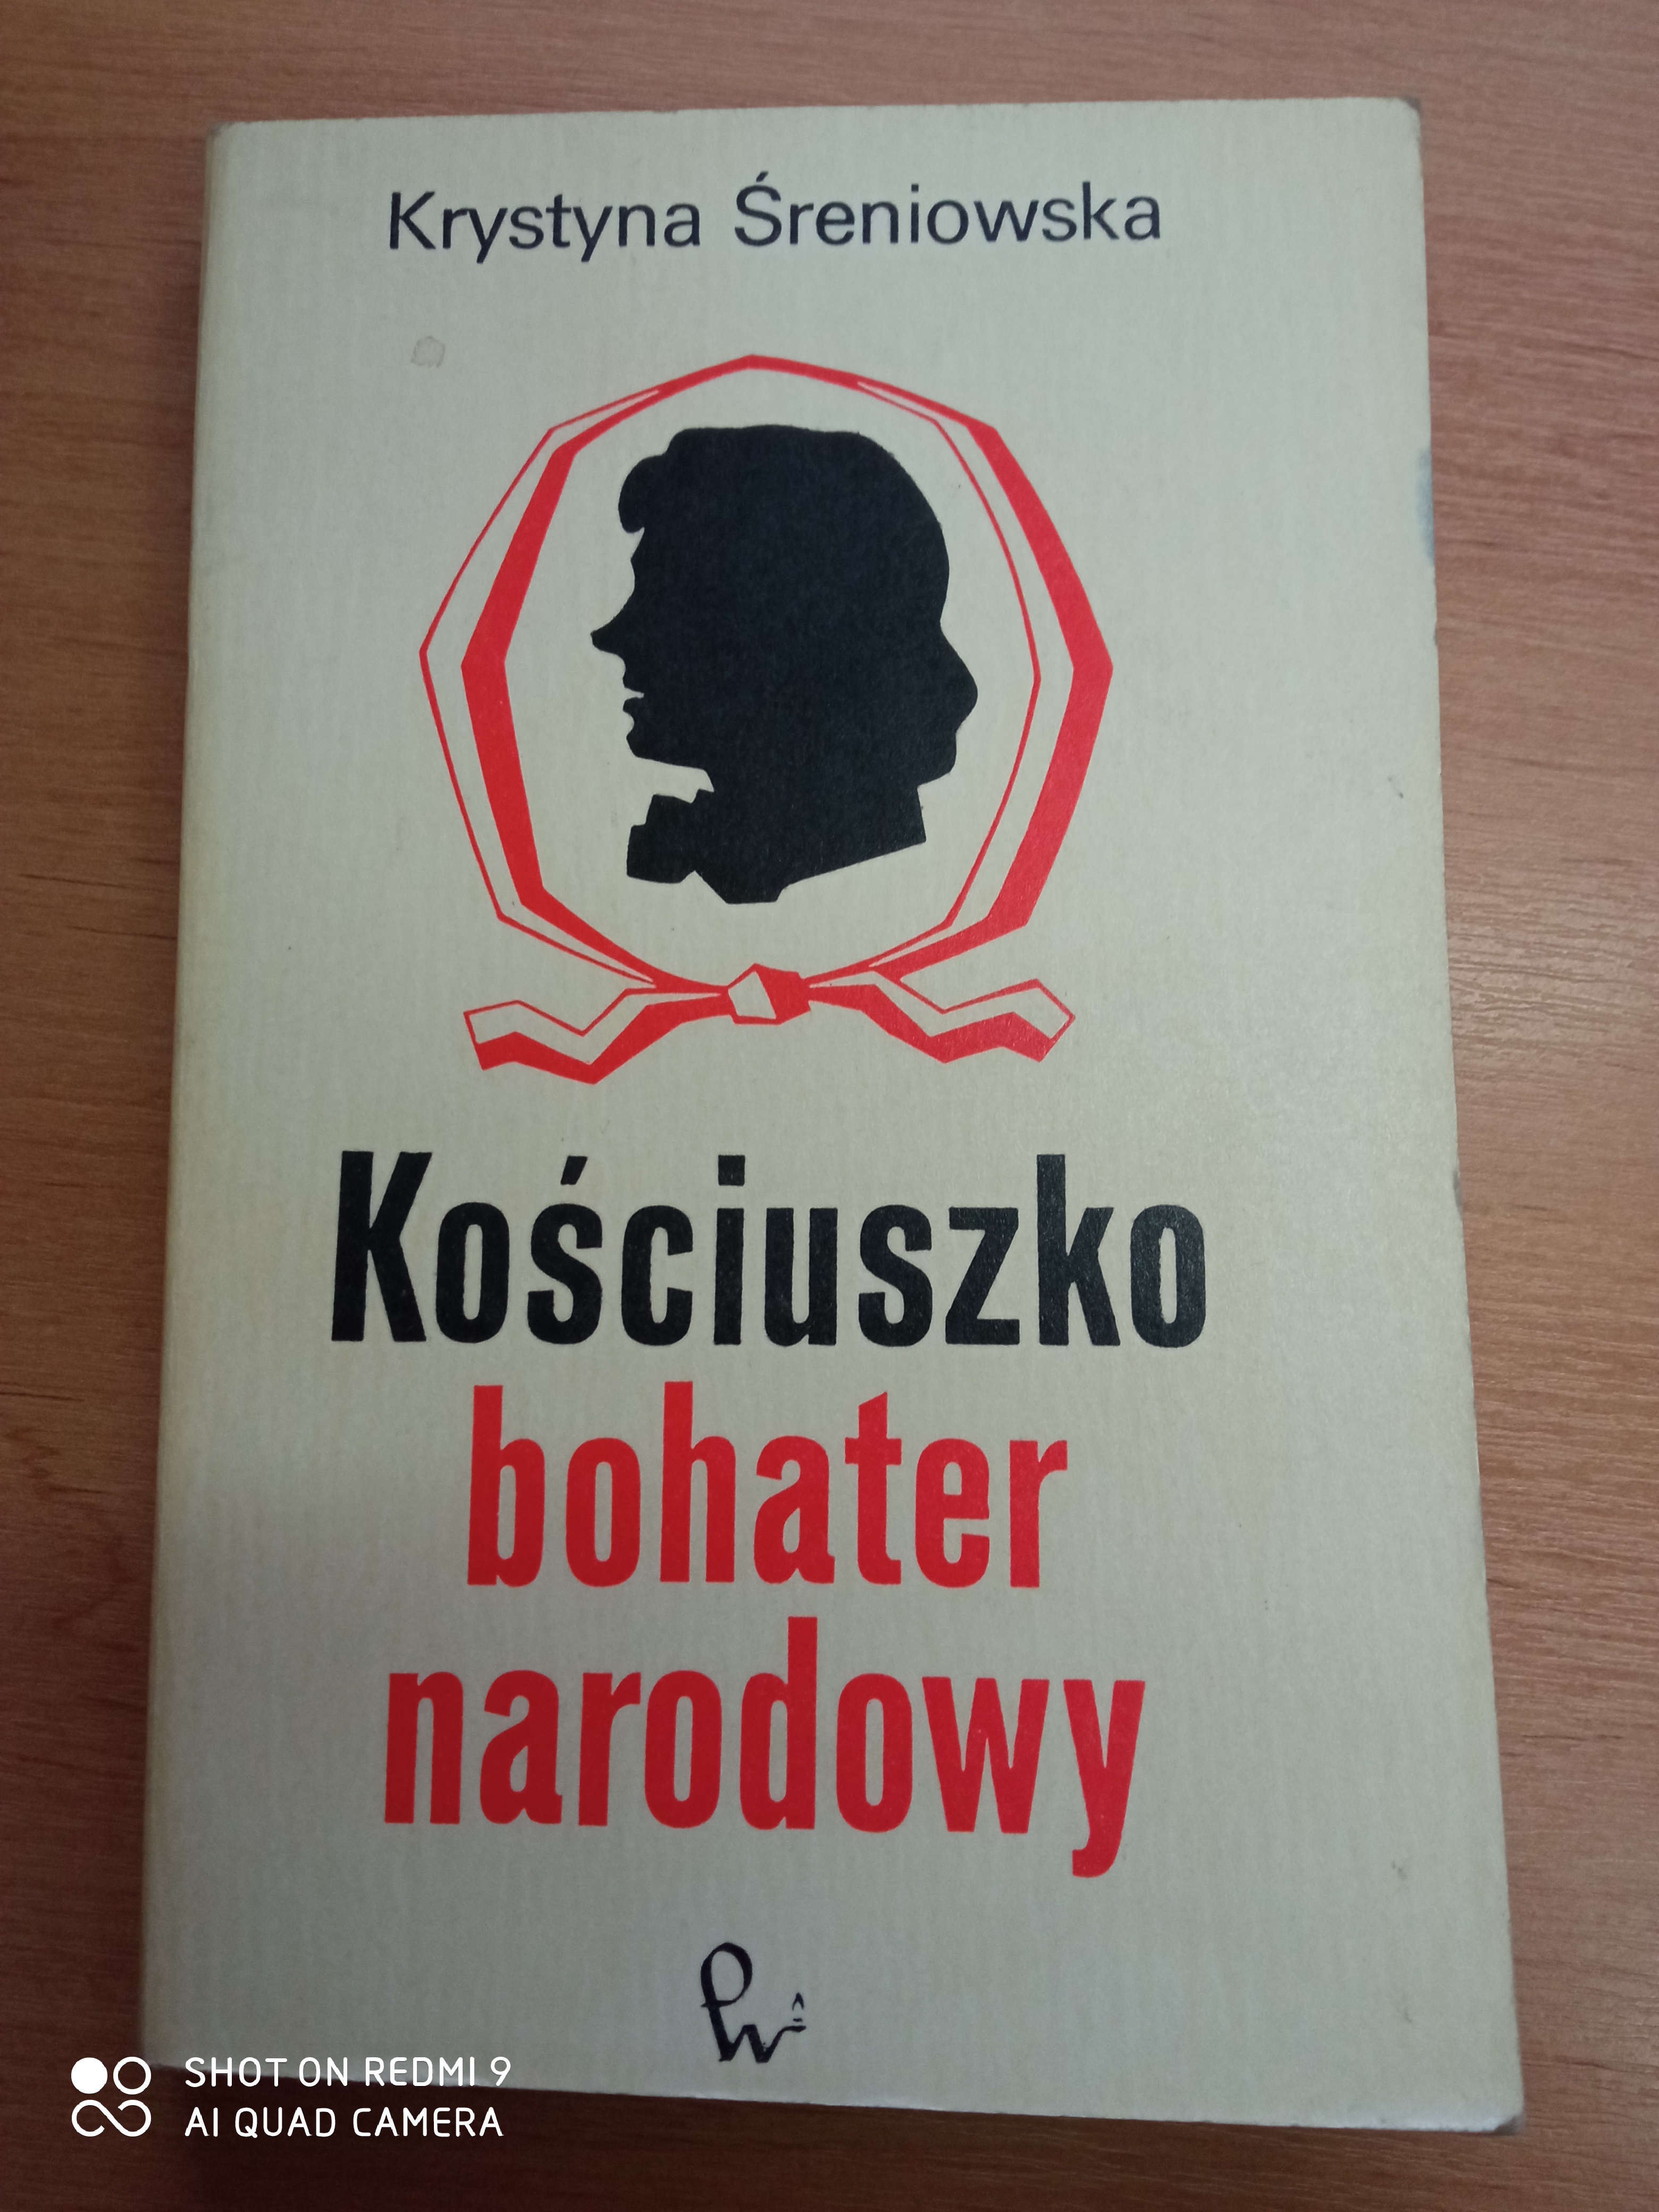 Krystyna Śreniowska
Kościuszko
bohater
narodowy
SHOT ON REDMI 9
AI QUAD CAMERA